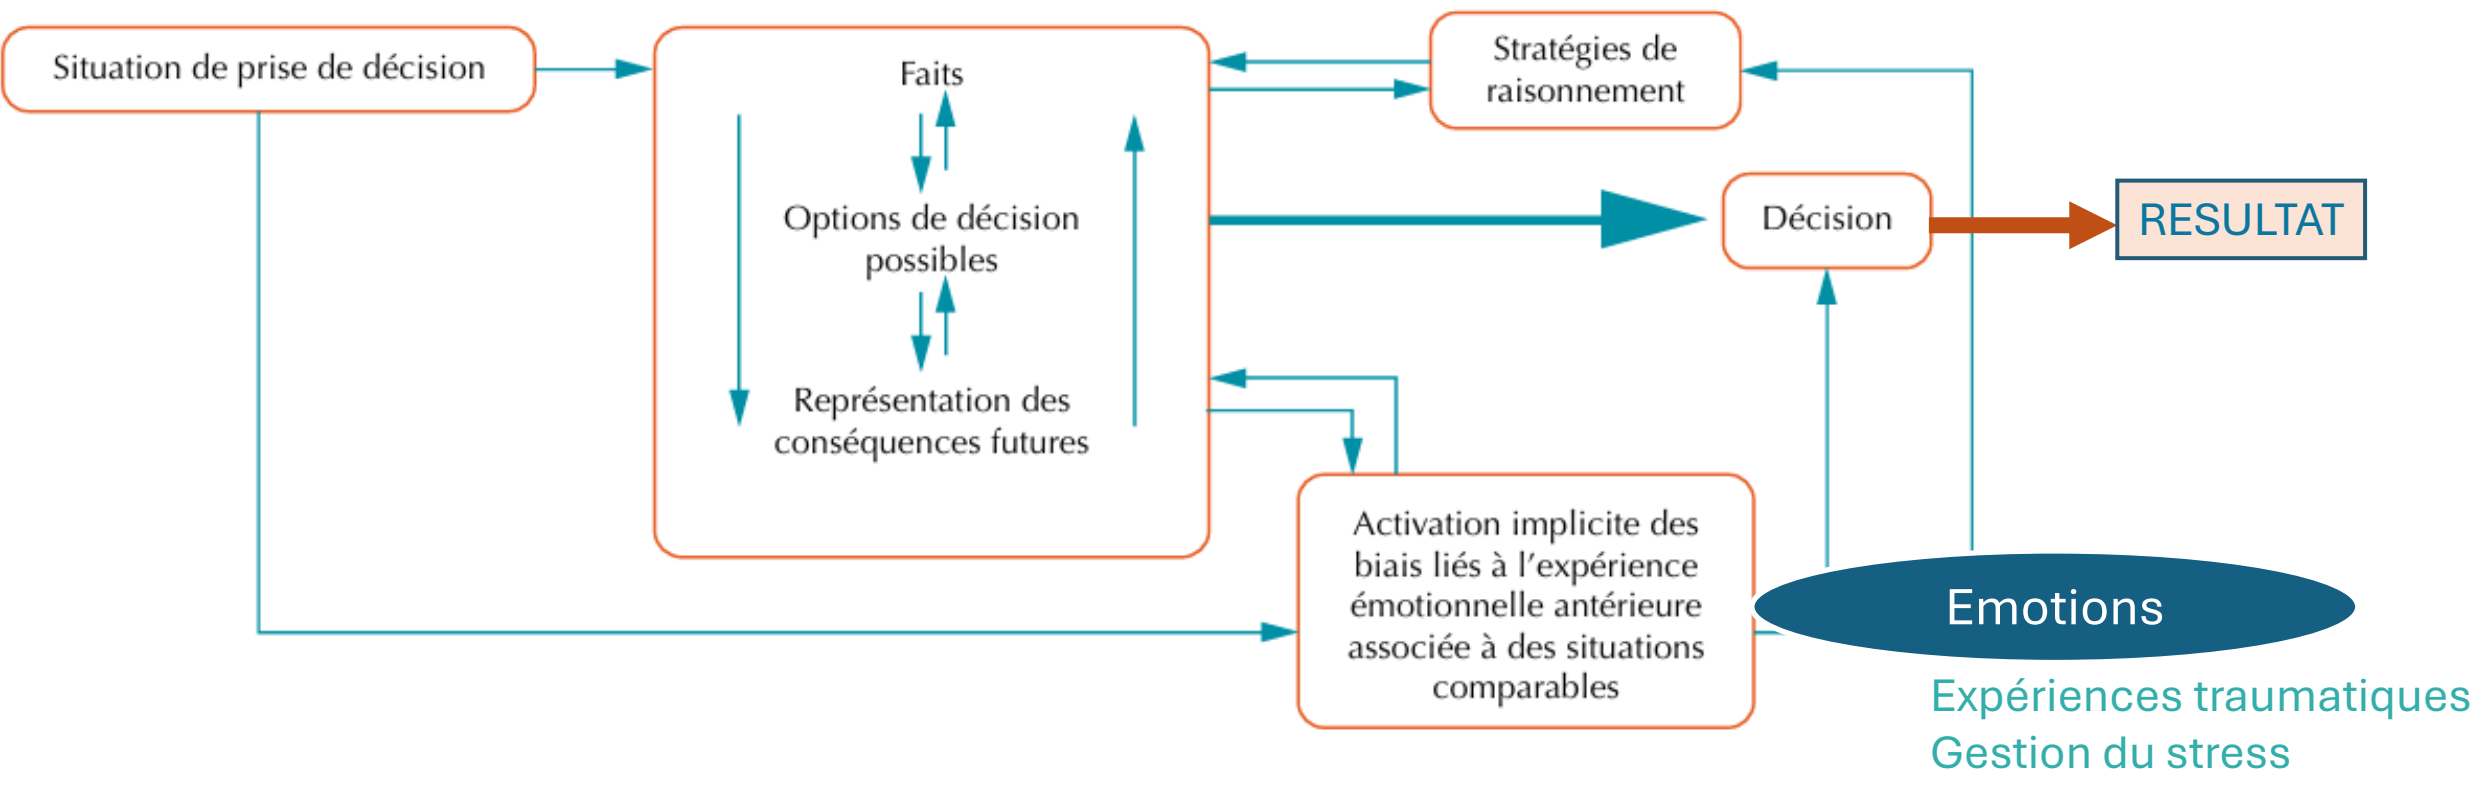 Situation de prise de décision
Faits
Options de décision
possibles
Représentation des
conséquences futures
Stratégies de
raisonnement
Décision
RESULTAT
Activation implicite des
biais liés à l’expérience
émotionnelle antérieure
associée à des situations
comparables
Emotions
Expériences traumatiques
Gestion du stress